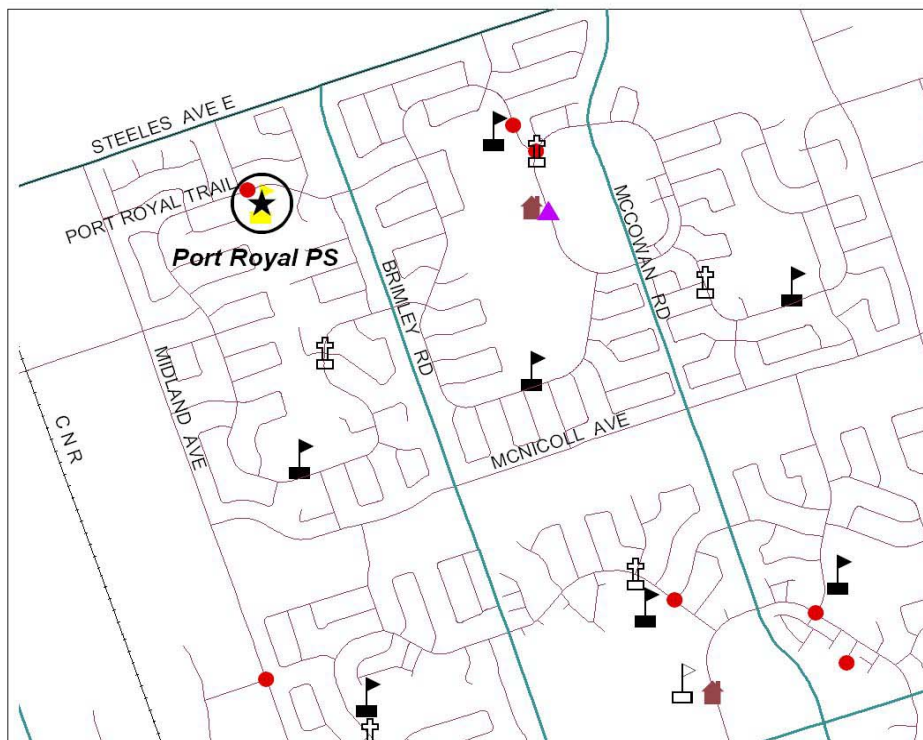 STEELES AVE E
PORT ROYAL TRAIL
Port Royal PS
MCCOWAN RD
BRIMLEY RD
MIDLAND AVE
MCNICOLL AVE
CNR